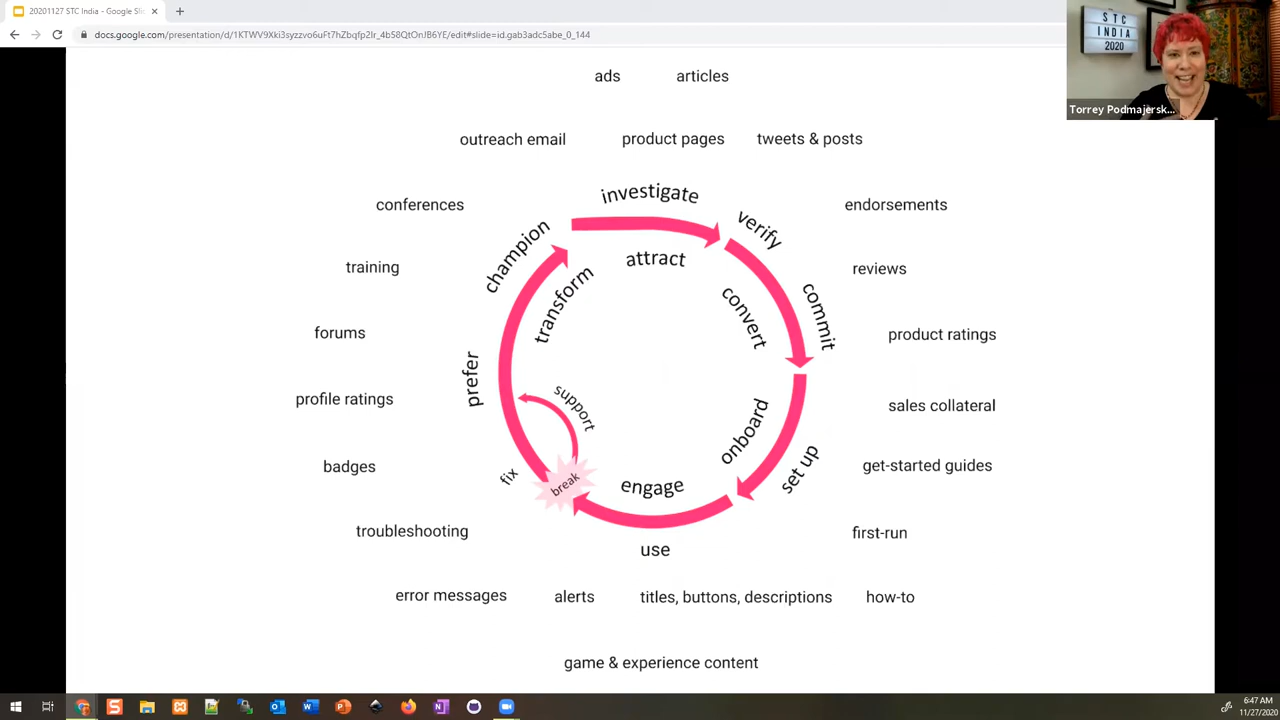 20201127 STC India - Google Sli
docs.google.com/presentation/d/1KTWV9Xki3syzzvo6uFt7hZbqfp2lr_4b58QtOnJB6YE/edit#slide=id.gab3adc5abe_0_144
STC
INDIA
2020
Torrey Podmajersk...
ads articles
outreach email product pages tweets & posts
investigate
conferences endorsements
champion verify
attract
training reviews
transform convert commit
forums product ratings
prefer
profile ratings support onboard sales collateral
badges fix break engage set up get-started guides
troubleshooting first-run
use
error messages alerts titles, buttons, descriptions how-to
game & experience content
6:47 AM
11/27/2020